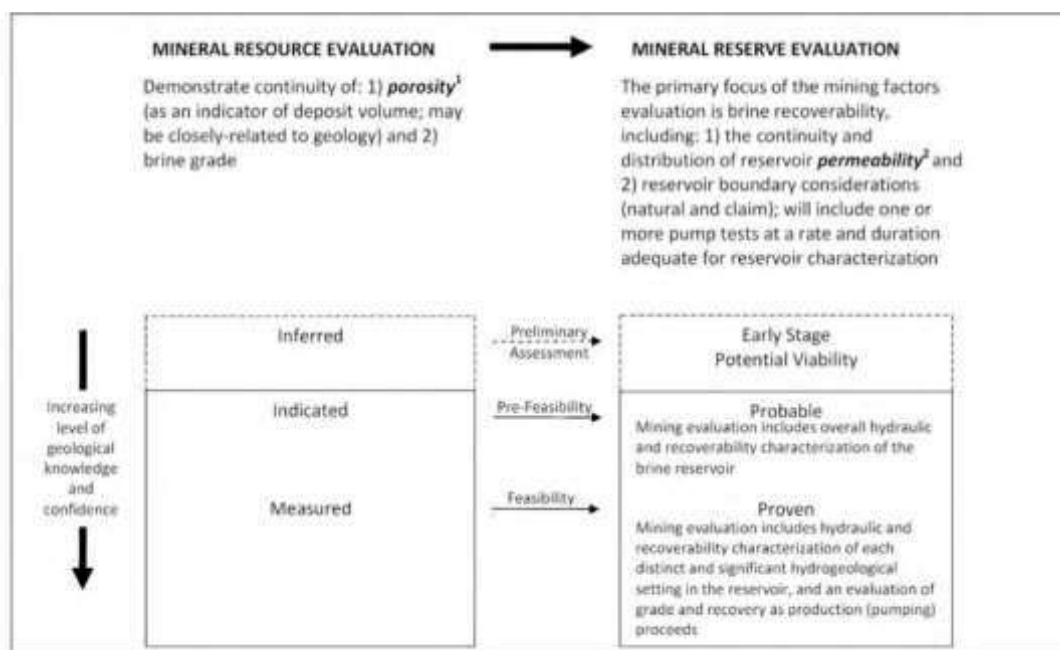 MINERAL RESOURCE EVALUATION
Demonstrate continuity of: 1) porosity¹
(as an indicator of deposit volume; may
be closely-related to geology) and 2)
brine grade
MINERAL RESERVE EVALUATION
The primary focus of the mining factors
evaluation is brine recoverability,
including: 1) the continuity and
distribution of reservoir permeability² and
2) reservoir boundary considerations
(natural and claim); will include one or
more pump tests at a rate and duration
adequate for reservoir characterization
Increasing
level of
geological
knowledge
and
confidence
Inferred
Preliminary
Assessment
Early Stage
Potential Viability
Indicated
Pre-Feasibility
Probable
Mining evaluation includes overall hydraulic
and recoverability characterization of the
brine reservoir
Measured
Feasibility
Proven
Mining evaluation includes hydraulic and
recoverability characterization of each
distinct and significant hydrogeological
setting in the reservoir, and an evaluation of
grade and recovery as production (pumping)
proceeds